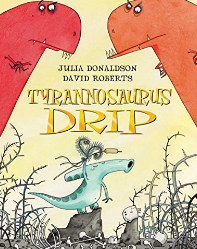 JULIA DONALDSON
DAVID ROBERTS
TYRANNOSAURUS
DRIP